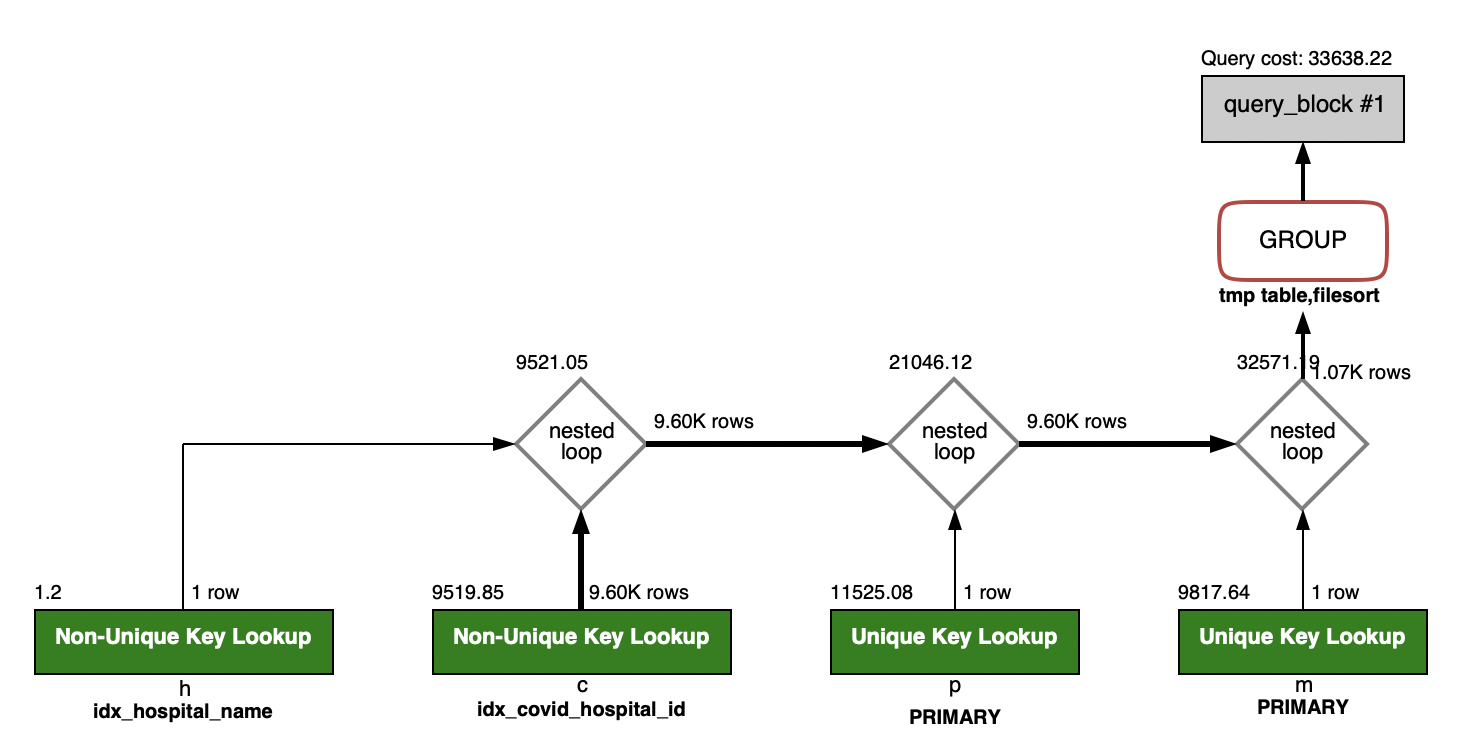 Query cost: 33638.22
query_block #1
GROUP
tmp table,filesort
9521.05
21046.12
32571.19
1.07K rows
nested
loop
9.60K rows
nested
loop
9.60K rows
nested
loop
1.2
1 row
9519.85
9.60K rows
11525.08
1 row
9817.64
1 row
Non-Unique Key Lookup
Non-Unique Key Lookup
Unique Key Lookup
Unique Key Lookup
h
c
p
m
idx_hospital_name
idx_covid_hospital_id
PRIMARY
PRIMARY